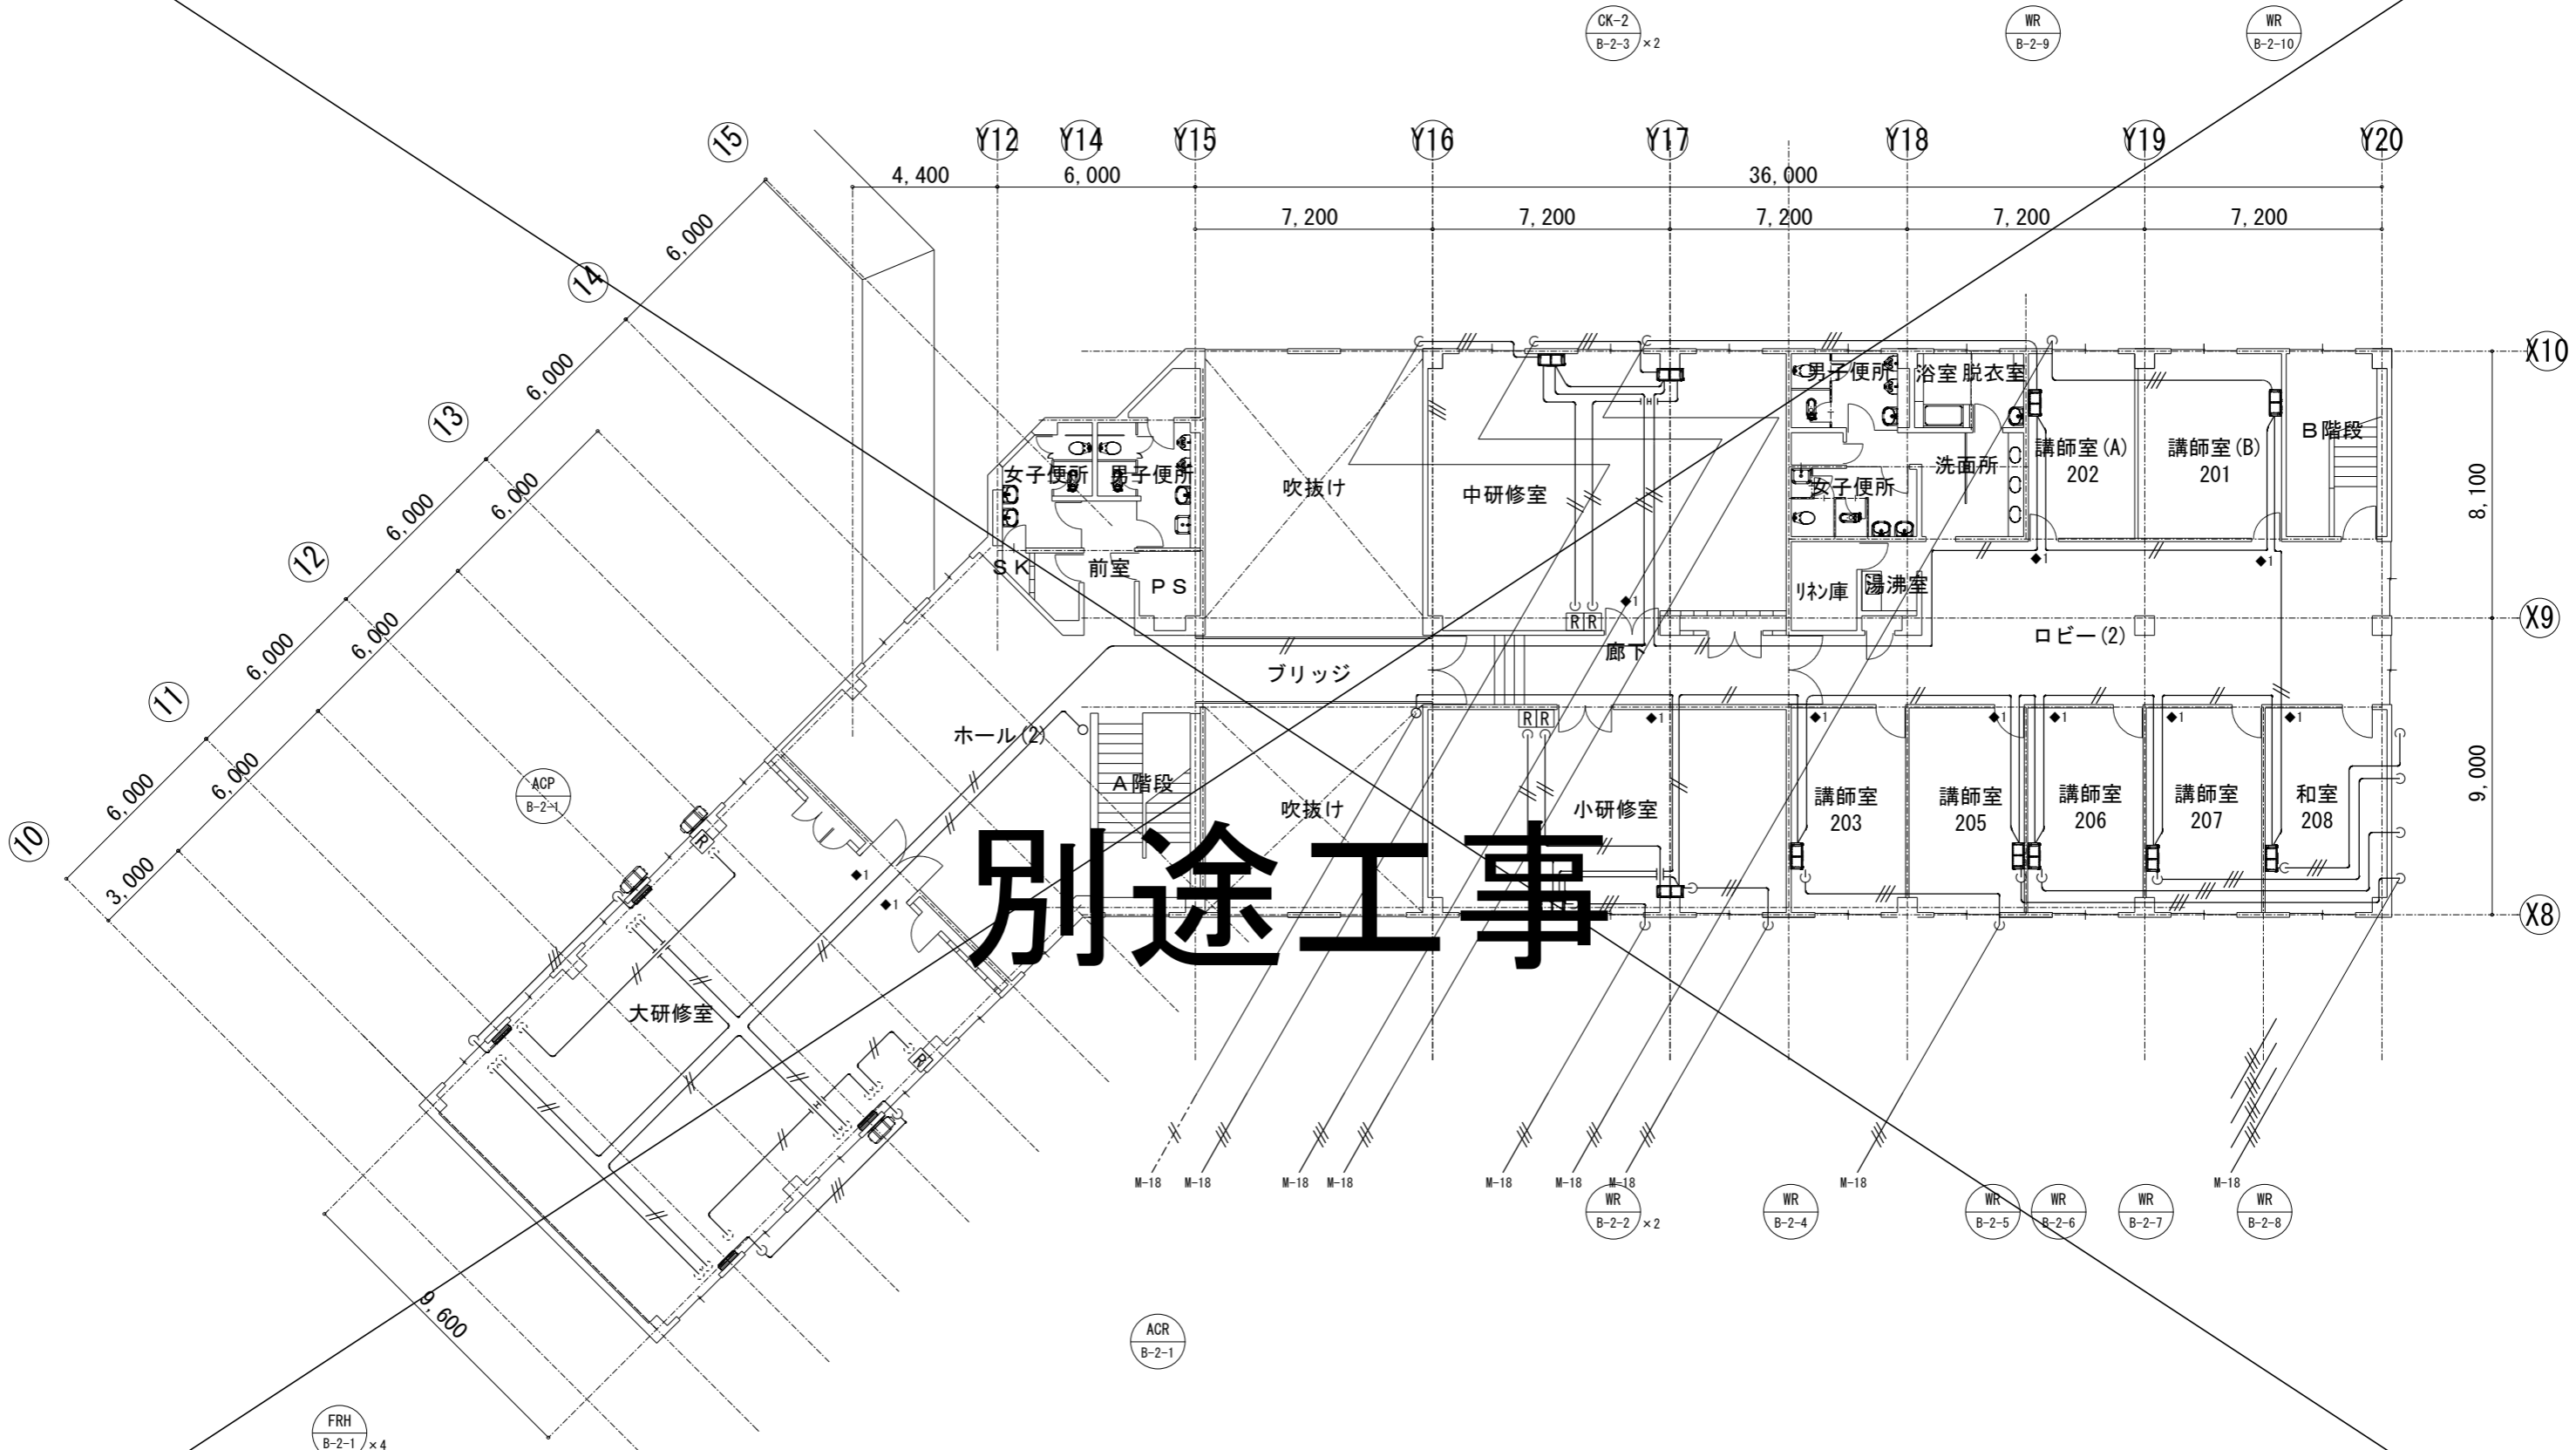 CK-2
B-2-3 ×2
WR
B-2-9
WR
B-2-10
15
Y12
Y14
Y15
Y16
Y17
Y18
Y19
Y20
4,400
6,000
36,000
7,200
7,200
7,200
7,200
7,200
6,000
14
6,000
13
6,000
12
6,000
11
6,000
10
6,000
6,000
6,000
3,000
9,600
X10
8,100
X9
9,000
X8
女子便所
男子便所
SK
前室
PS
吹抜け
中研修室
男子便所
浴室
脱衣室
女子便所
洗面所
リネン庫
湯沸室
講師室(A)
202
講師室(B)
201
B階段
◆1
◆1
◆1
R R
廊下
ロビー(2)
ブリッジ
ホール(2)
A階段
吹抜け
R R
◆1
小研修室
◆1
講師室
203
◆1
講師室
205
◆1
講師室
206
◆1
講師室
207
◆1
和室
208
ACP
B-2-1
R
◆1
◆1
大研修室
R
別途工事
M-18
M-18
M-18
M-18
M-18
M-18
M-18
M-18
M-18
WR
B-2-2 ×2
WR
B-2-4
WR
B-2-5
WR
B-2-6
WR
B-2-7
WR
B-2-8
ACR
B-2-1
FRH
B-2-1 ×4